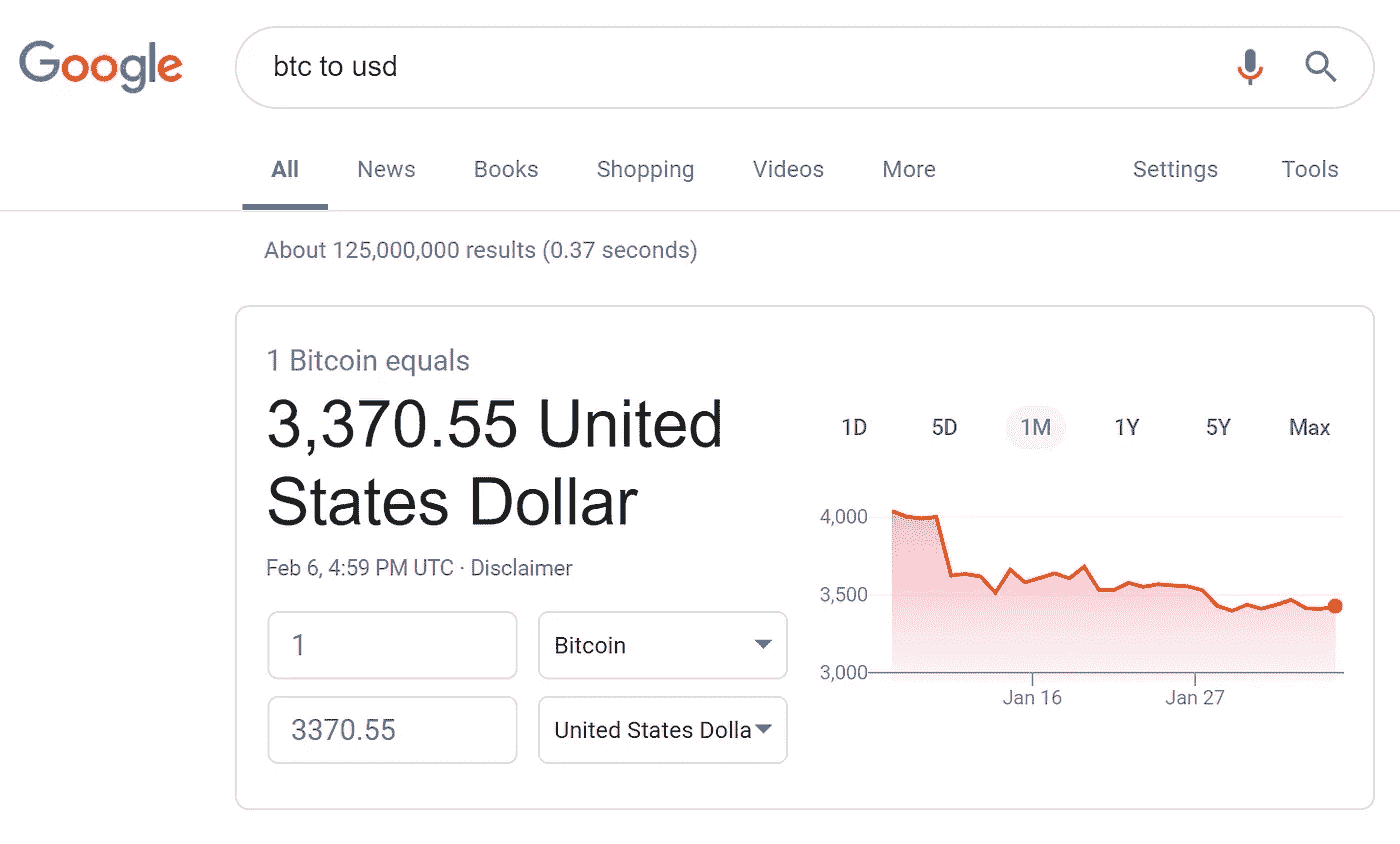 Google
btc to usd
All News Books Shopping Videos More Settings Tools
About 125,000,000 results (0.37 seconds)
1 Bitcoin equals
3,370.55 United
States Dollar
Feb 6, 4:59 PM UTC · Disclaimer
1 Bitcoin
3370.55 United States Dolla
1D 5D 1M 1Y 5Y Max
4,000
3,500
3,000
Jan 16 Jan 27